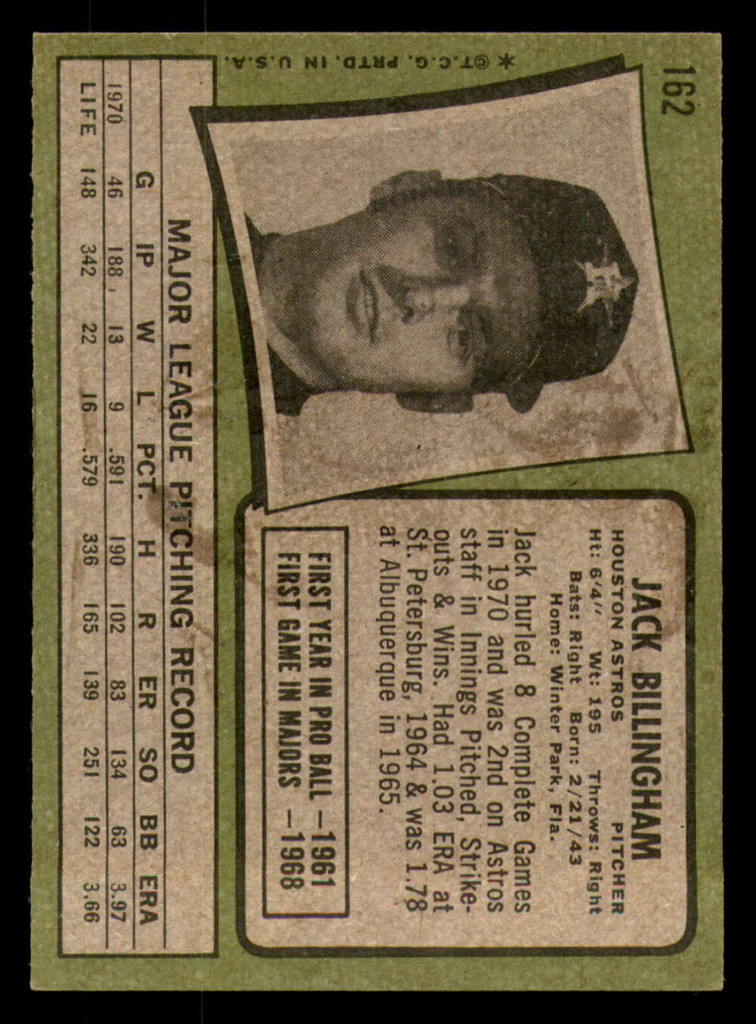 162
JACK BILLINGHAM
HOUSTON ASTROS PITCHER
Ht: 6'4" Wt: 195 Throws: Right
Bats: Right Born: 2/21/43
Home: Winter Park, Fla.
Jack hurled 8 Complete Games
in 1970 and was 2nd on Astros
staff in Innings Pitched, Strike-
outs & Wins. Had 1.03 ERA at
St. Petersburg, 1964 & was 1.78
at Albuquerque in 1965.
FIRST YEAR IN PRO BALL —1961
FIRST GAME IN MAJORS —1968
MAJOR LEAGUE PITCHING RECORD
G IP W L PCT. H R ER SO BB ERA
1970 46 188 13 9 .591 190 102 83 134 63 3.97
LIFE 148 342 22 16 .579 336 165 139 251 122 3.66
* © T.C.G. PRTD. IN U.S.A.